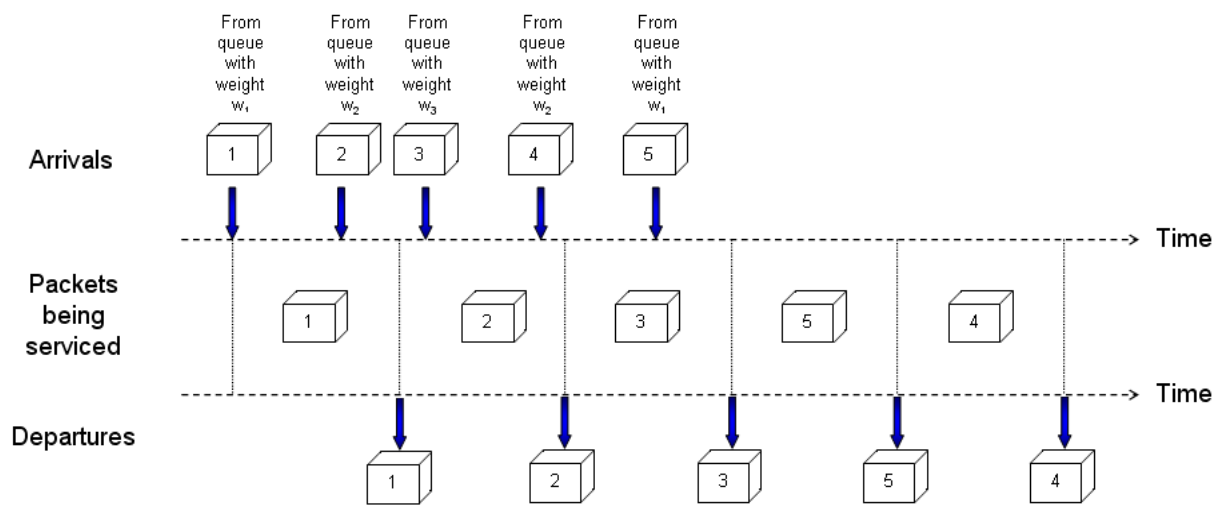 From queue with weight w₁
From queue with weight w₂
From queue with weight w₃
From queue with weight w₂
From queue with weight w₁
Arrivals
1
2
3
4
5
Time
Packets
being
serviced
1
2
3
5
4
Time
Departures
1
2
3
5
4